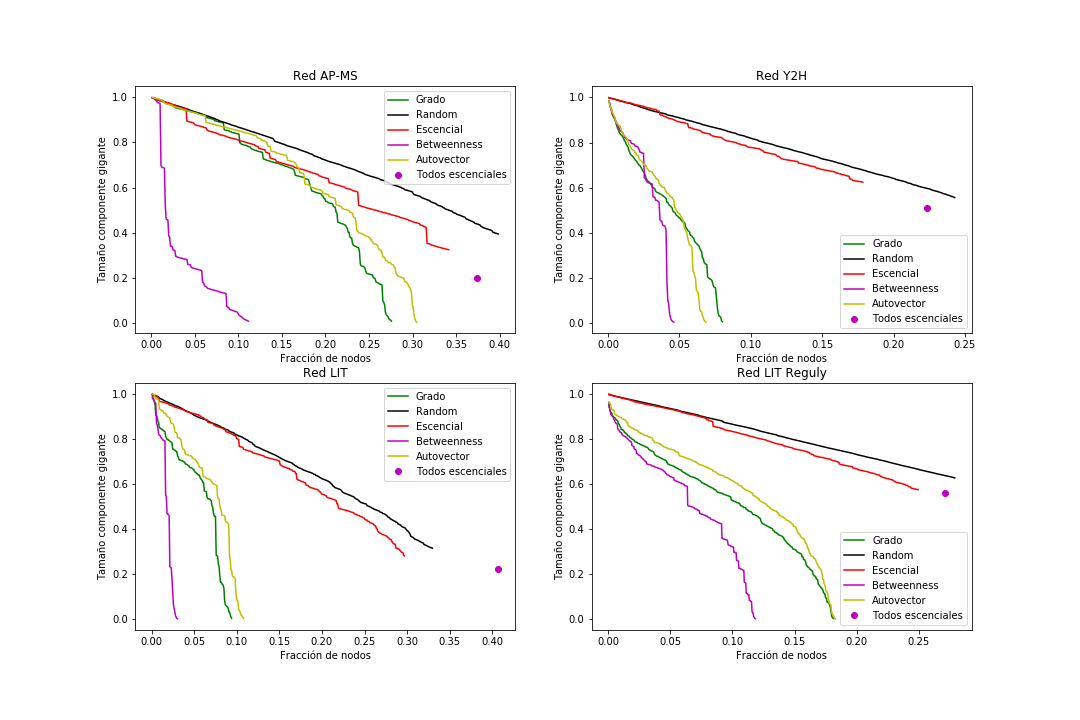 Red AP-MS
1.0
0.8
0.6
0.4
0.2
0.0
Tamaño componente gigante
0.00 0.05 0.10 0.15 0.20 0.25 0.30 0.35 0.40
Fracción de nodos
Grado
Random
Escencial
Betweenness
Autovector
Todos escenciales
Red Y2H
1.0
0.8
0.6
0.4
0.2
0.0
Tamaño componente gigante
0.00 0.05 0.10 0.15 0.20 0.25
Fracción de nodos
Grado
Random
Escencial
Betweenness
Autovector
Todos escenciales
Red LIT
1.0
0.8
0.6
0.4
0.2
0.0
Tamaño componente gigante
0.00 0.05 0.10 0.15 0.20 0.25 0.30 0.35 0.40
Fracción de nodos
Grado
Random
Escencial
Betweenness
Autovector
Todos escenciales
Red LIT Reguly
1.0
0.8
0.6
0.4
0.2
0.0
Tamaño componente gigante
0.00 0.05 0.10 0.15 0.20 0.25
Fracción de nodos
Grado
Random
Escencial
Betweenness
Autovector
Todos escenciales